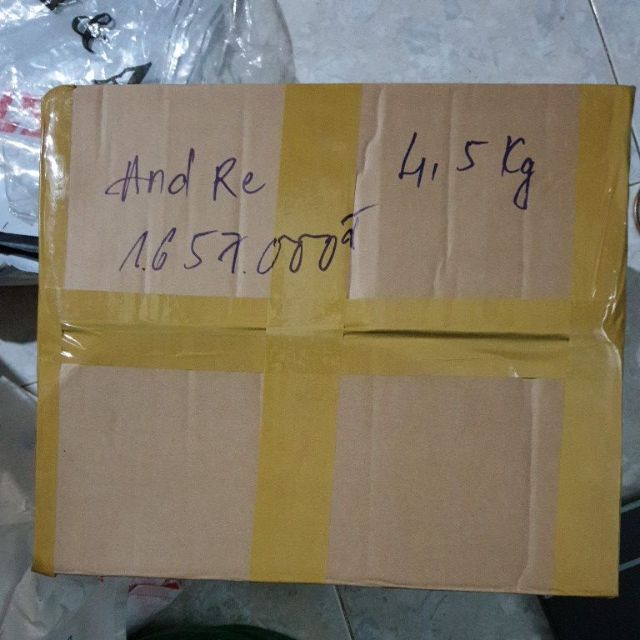 And Re 4,5 Kg
1.657.000đ